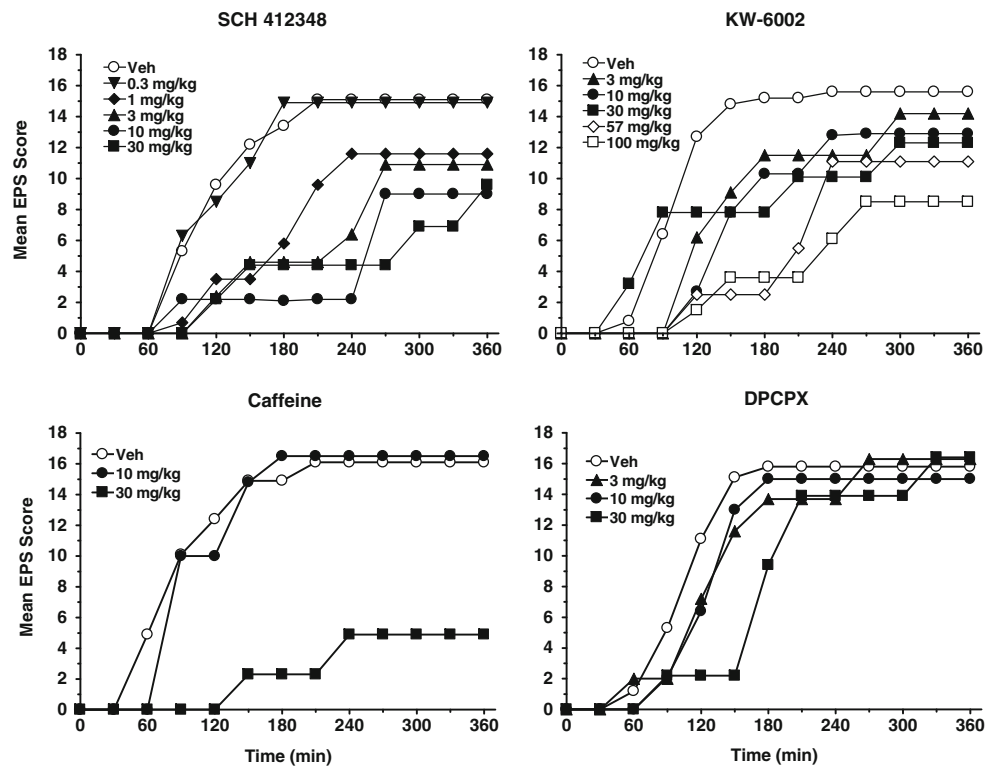 SCH 412348
Mean EPS Score
18
16
14
12
10
8
6
4
2
0
Veh
0.3 mg/kg
1 mg/kg
3 mg/kg
10 mg/kg
30 mg/kg
0 60 120 180 240 300 360
KW-6002
18
16
14
12
10
8
6
4
2
0
Veh
3 mg/kg
10 mg/kg
30 mg/kg
57 mg/kg
100 mg/kg
0 60 120 180 240 300 360
Caffeine
Mean EPS Score
18
16
14
12
10
8
6
4
2
0
Veh
10 mg/kg
30 mg/kg
0 60 120 180 240 300 360
Time (min)
DPCPX
18
16
14
12
10
8
6
4
2
0
Veh
3 mg/kg
10 mg/kg
30 mg/kg
0 60 120 180 240 300 360
Time (min)